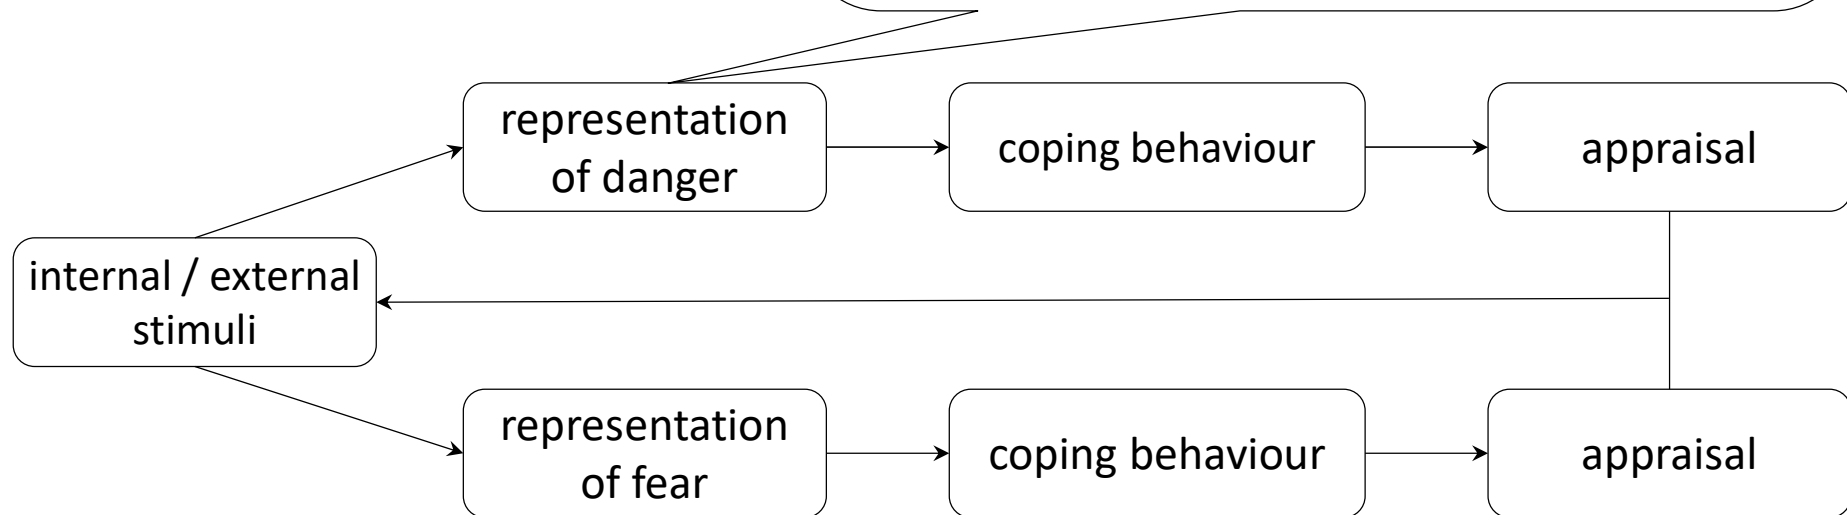 representation
of danger
coping behaviour
appraisal
internal / external
stimuli
representation
of fear
coping behaviour
appraisal